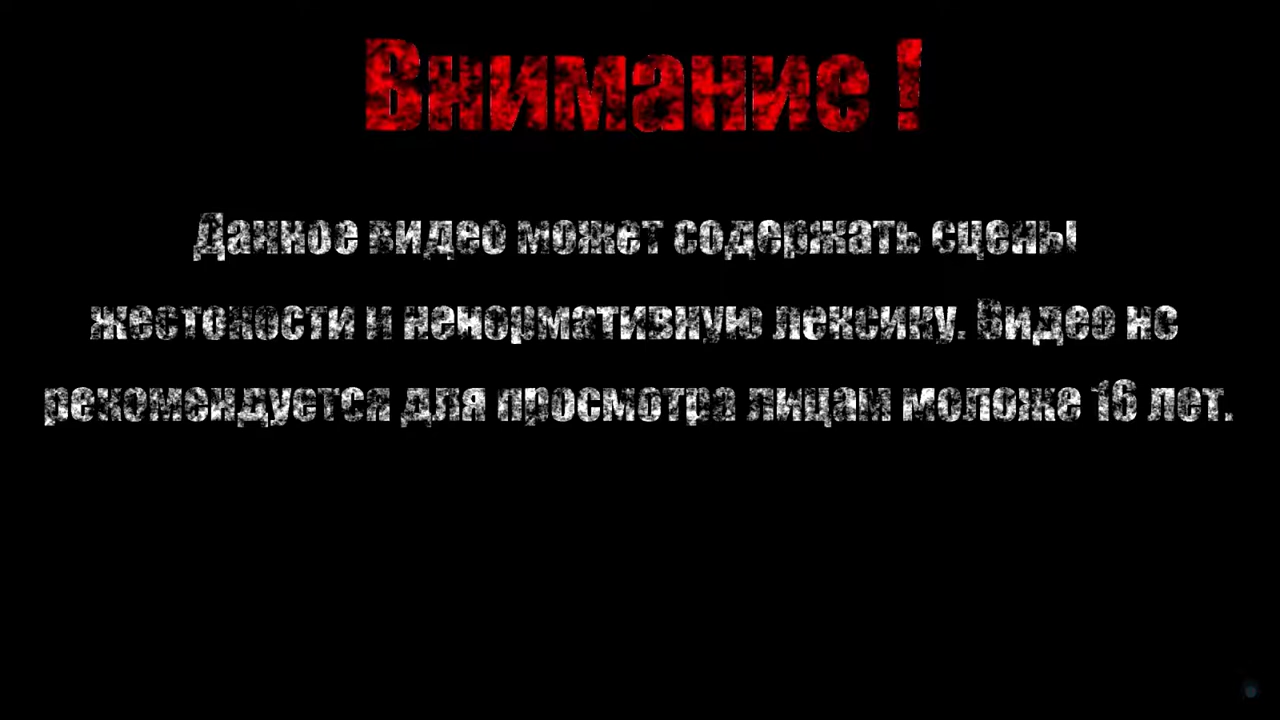 Внимание !
Данное видео может содержать сцены
жестокости и ненормативную лексику. Видео не
рекомендуется для просмотра лицам моложе 16 лет.